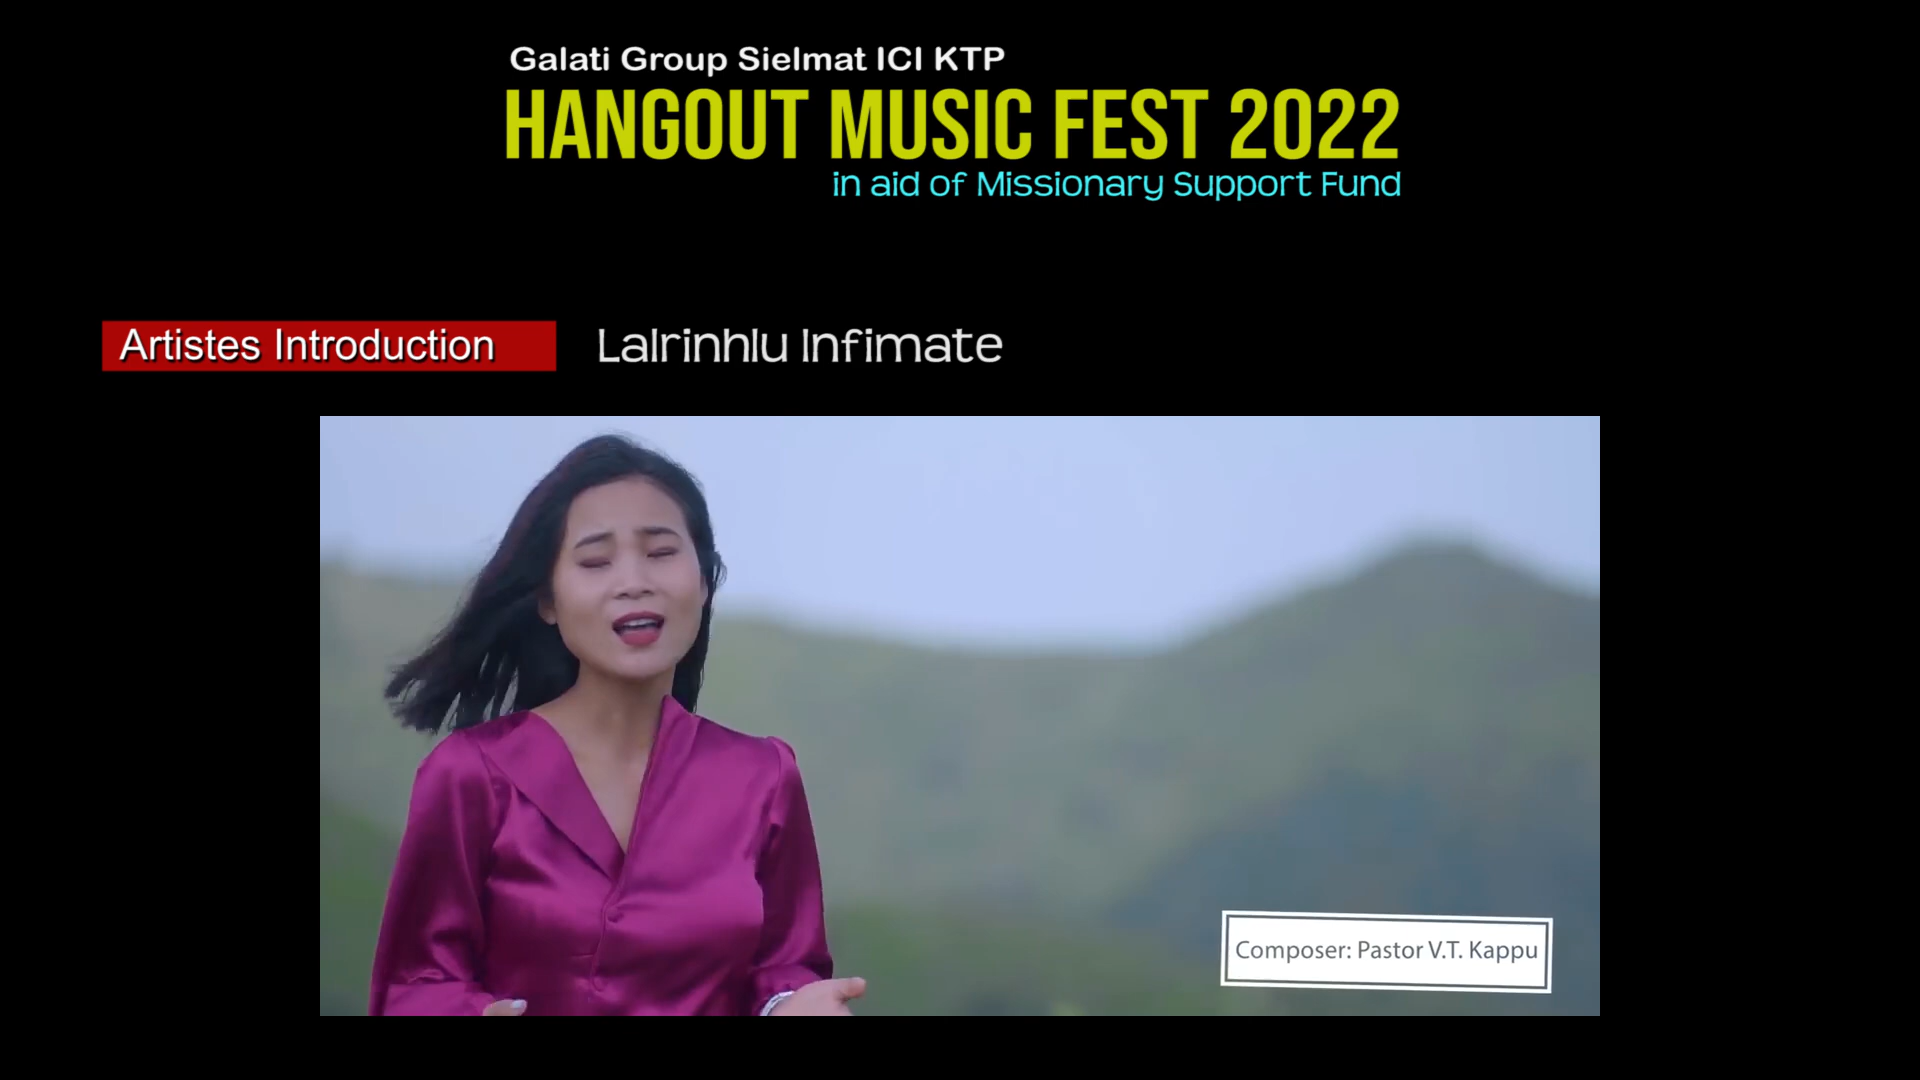 Galati Group Sielmat ICI KTP
HANGOUT MUSIC FEST 2022
in aid of Missionary Support Fund
Artistes Introduction
Lalrinhlu Infimate
Composer: Pastor V.T. Kappu